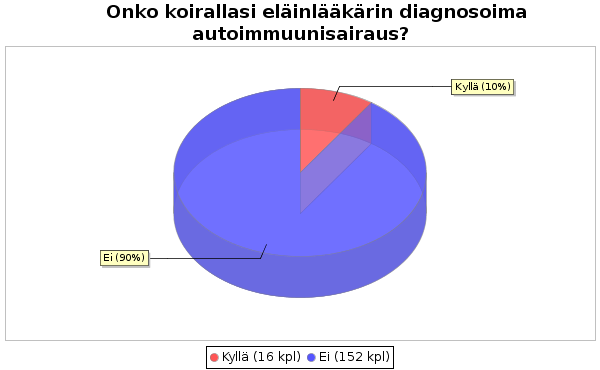 Onko koirallasi eläinlääkärin diagnosoima
autoimmuunisairaus?
Kyllä (10%)
Ei (90%)
Kyllä (16 kpl) Ei (152 kpl)